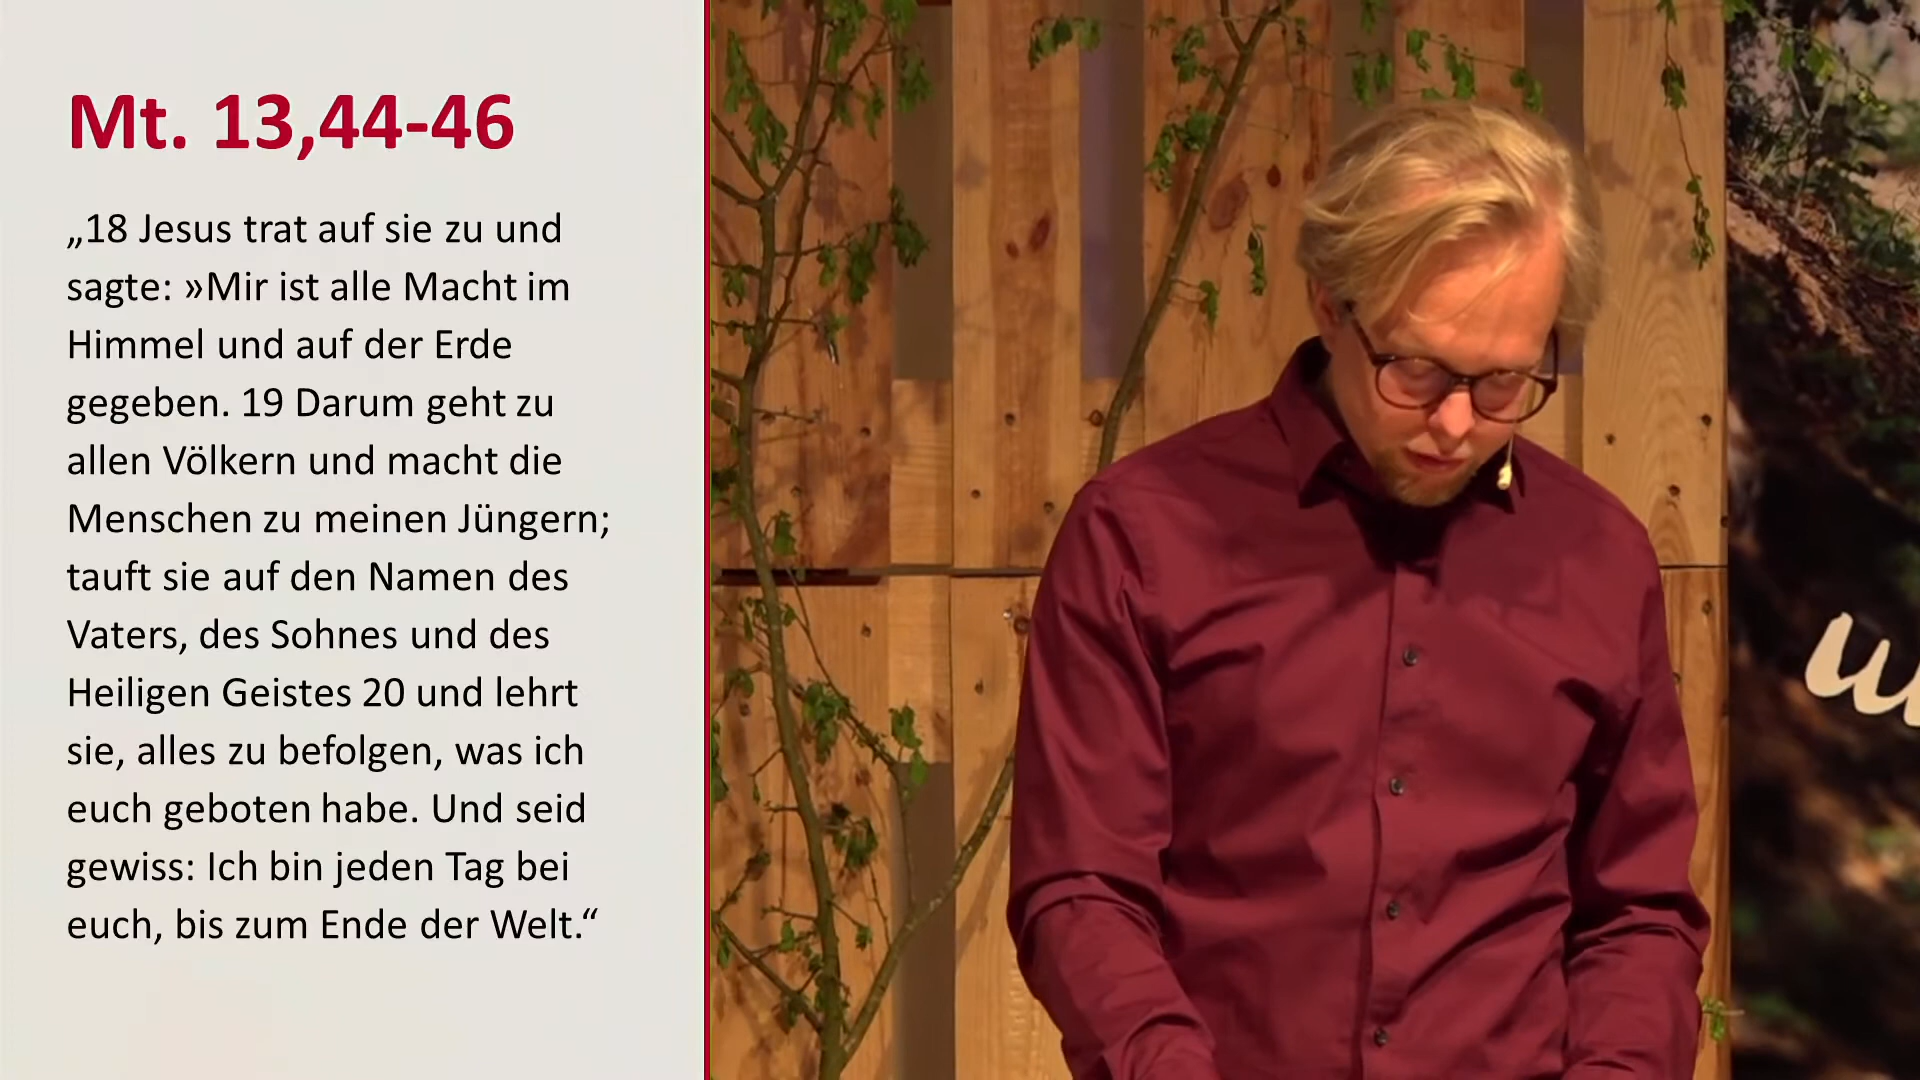 Mt. 13,44-46
„18 Jesus trat auf sie zu und
sagte: »Mir ist alle Macht im
Himmel und auf der Erde
gegeben. 19 Darum geht zu
allen Völkern und macht die
Menschen zu meinen Jüngern;
tauft sie auf den Namen des
Vaters, des Sohnes und des
Heiligen Geistes 20 und lehrt
sie, alles zu befolgen, was ich
euch geboten habe. Und seid
gewiss: Ich bin jeden Tag bei
euch, bis zum Ende der Welt.“